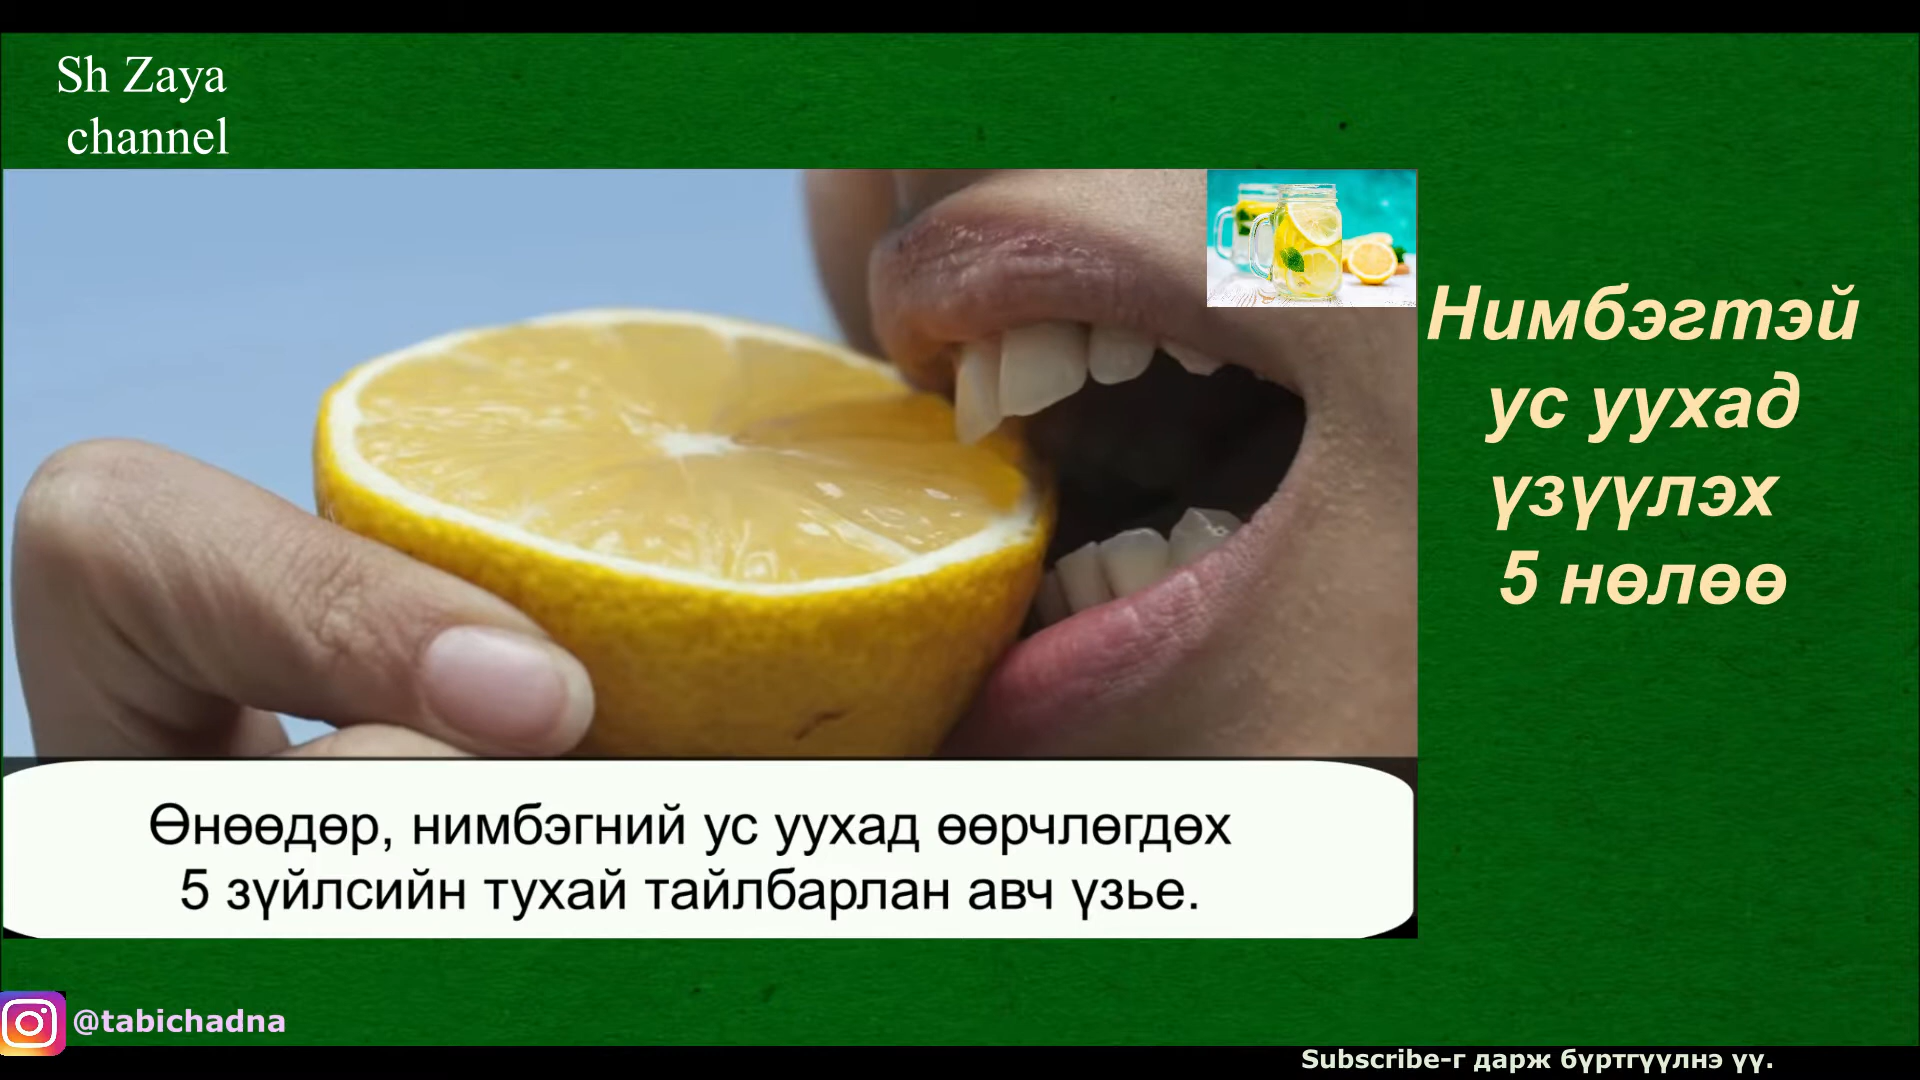 Sh Zaya
channel
Нимбэгтэй
ус уухад
үзүүлэх
5 нөлөө
Өнөөдөр, нимбэгний ус уухад өөрчлөгдөх
5 зүйлсийн тухай тайлбарлан авч үзье.
@tabichadna
Subscribe-г дарж бүртгүүлнэ үү.